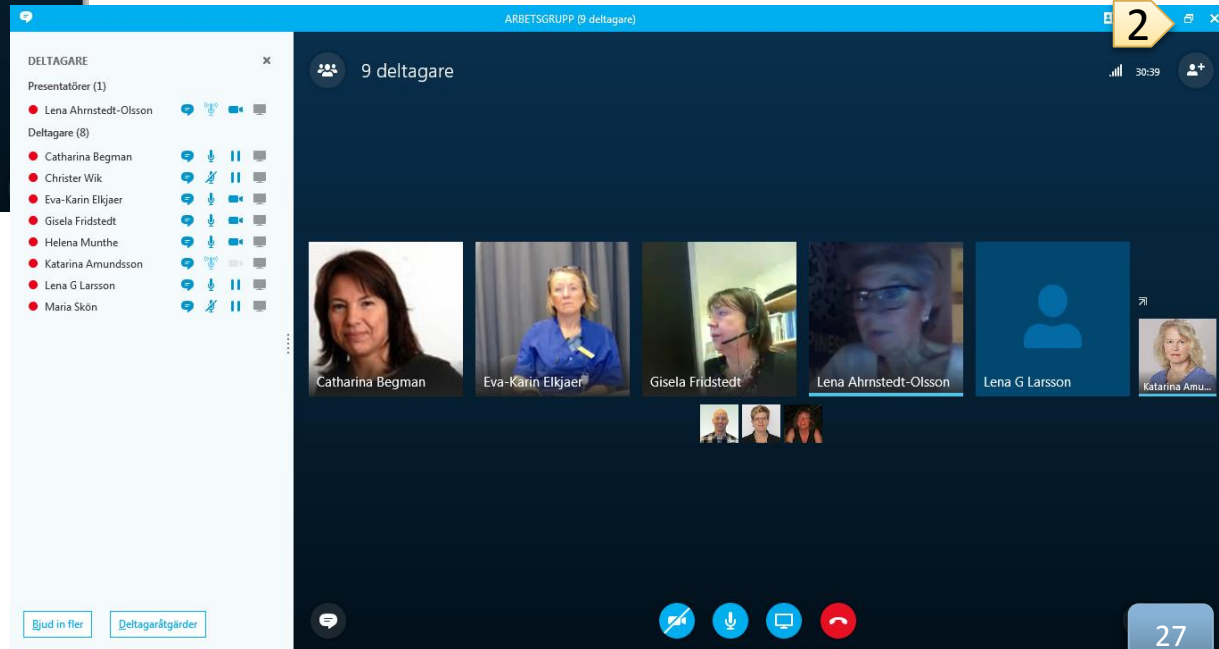 ARBETSGRUPP (9 deltagare)
2
DELTAGARE
Presentatörer (1)
Lena Ahrnstedt-Olsson
Deltagare (8)
Catharina Begman
Christer Wik
Eva-Karin Elkjaer
Gisela Fridstedt
Helena Munthe
Katarina Amundsson
Lena G Larsson
Maria Skön
Bjud in fler
Deltagaråtgärder
9 deltagare
30:39
Catharina Begman
Eva-Karin Elkjaer
Gisela Fridstedt
Lena Ahrnstedt-Olsson
Lena G Larsson
Katarina Amu...
27